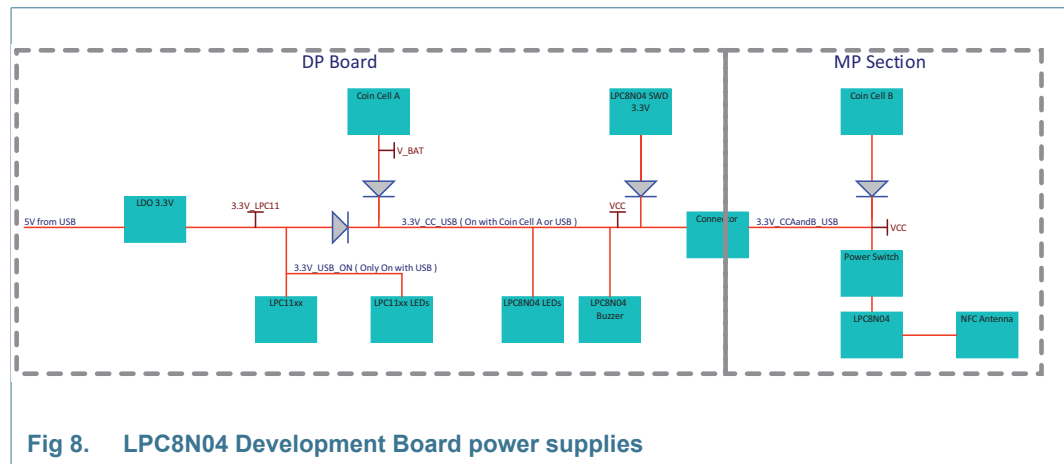 DP Board
MP Section
Coin Cell A
LPC8N04 SWD
3.3V
Coin Cell B
V_BAT
LDO 3.3V
5V from USB
3.3V_LPC11
3.3V_CC_USB ( On with Coin Cell A or USB )
VCC
Connector
3.3V_CCAandB_USB
VCC
Power Switch
3.3V_USB_ON ( Only On with USB )
LPC11xx
LPC11xx LEDs
LPC8N04 LEDs
LPC8N04
Buzzer
LPC8N04
NFC Antenna
Fig 8. LPC8N04 Development Board power supplies